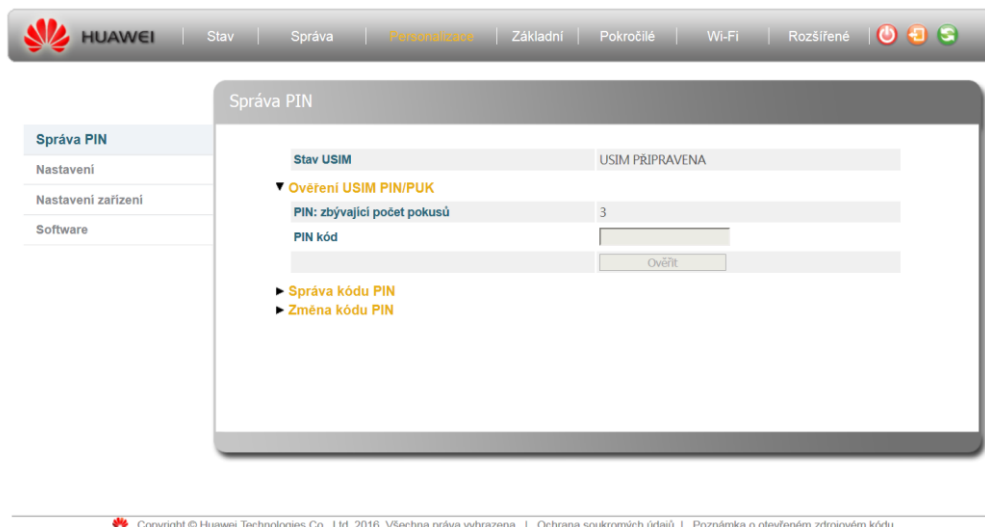 HUAWEI | Stav | Správa | Personalizace | Základní | Pokročilé | Wi-Fi | Rozšířené
Správa PIN
Správa PIN
Nastavení
Nastavení zařízení
Software
Stav USIM USIM PŘIPRAVENA
Ověření USIM PIN/PUK
PIN: zbývající počet pokusů 3
PIN kód
Ověřit
Správa kódu PIN
Změna kódu PIN
Copyright © Huawei Technologies Co., Ltd. 2016. Všechna práva vyhrazena. | Ochrana soukromých údajů | Poznámka o otevřeném zdrojovém kódu